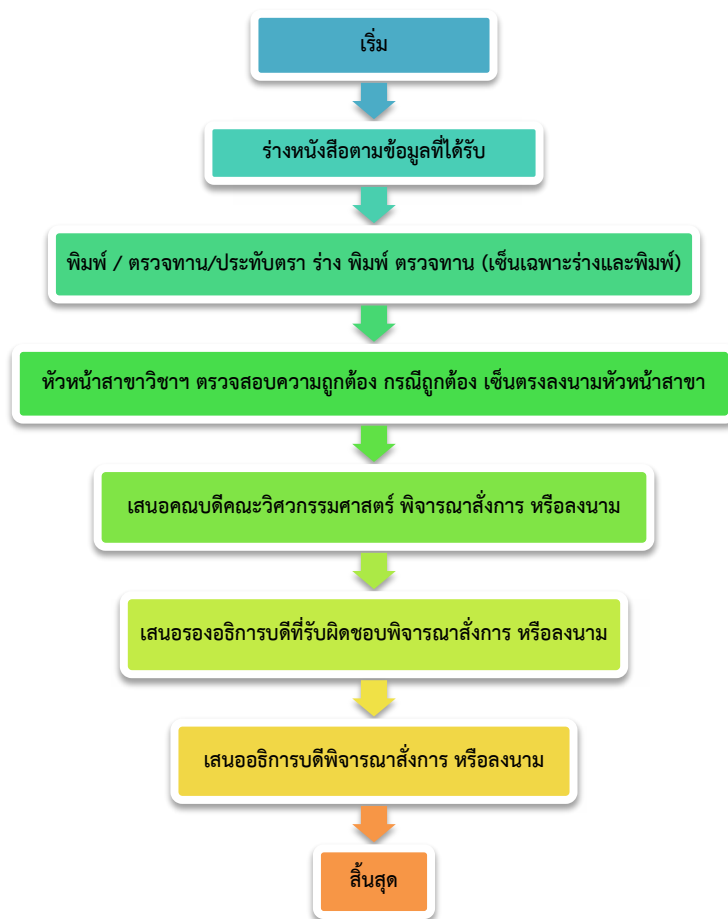 เริ่ม
ร่างหนังสือตามข้อมูลที่ได้รับ
พิมพ์ / ตรวจทาน/ประทับตรา ร่าง พิมพ์ ตรวจทาน (เซ็นเฉพาะร่างและพิมพ์)
หัวหน้าสาขาวิชาฯ ตรวจสอบความถูกต้อง กรณีถูกต้อง เซ็นตรงลงนามหัวหน้าสาขา
เสนอคณบดีคณะวิศวกรรมศาสตร์ พิจารณาสั่งการ หรือลงนาม
เสนอรองอธิการบดีที่รับผิดชอบพิจารณาสั่งการ หรือลงนาม
เสนออธิการบดีพิจารณาสั่งการ หรือลงนาม
สิ้นสุด